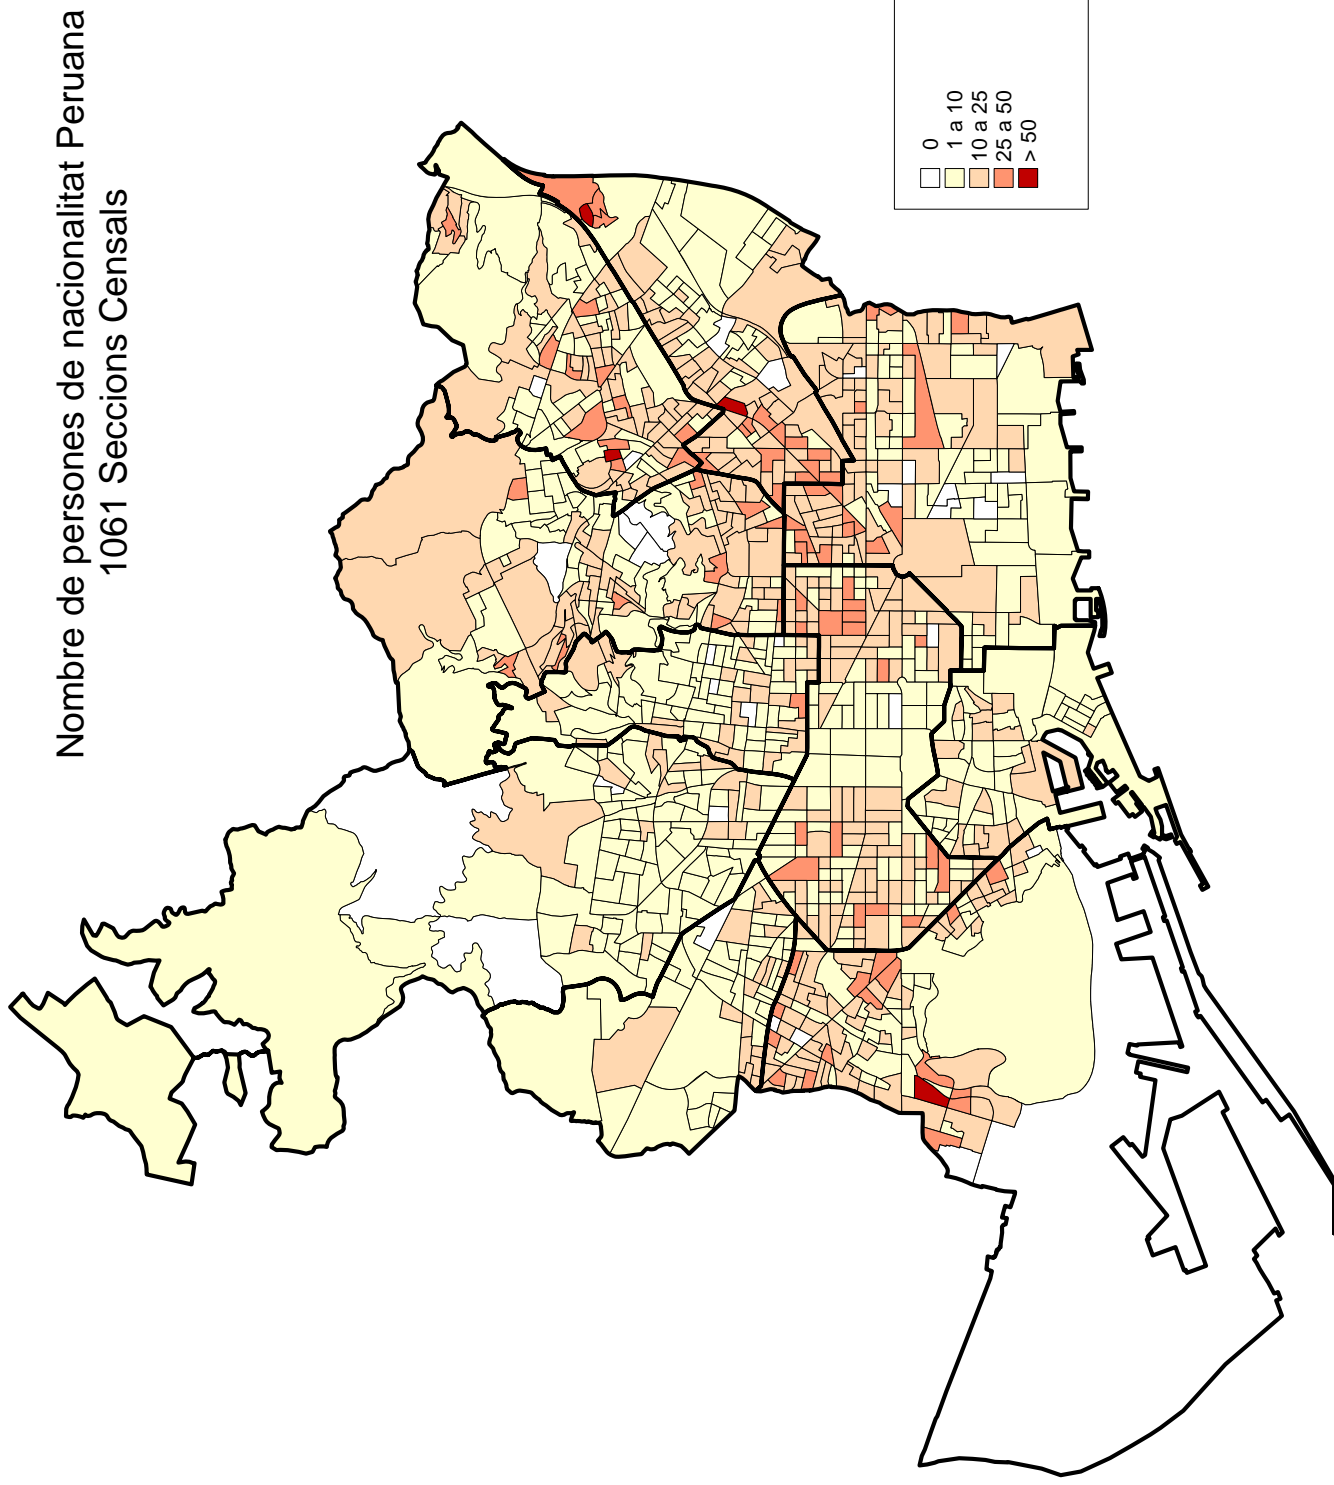 Nombre de persones de nacionalitat Peruana
1061 Seccions Censals
0
1 a 10
10 a 25
25 a 50
> 50